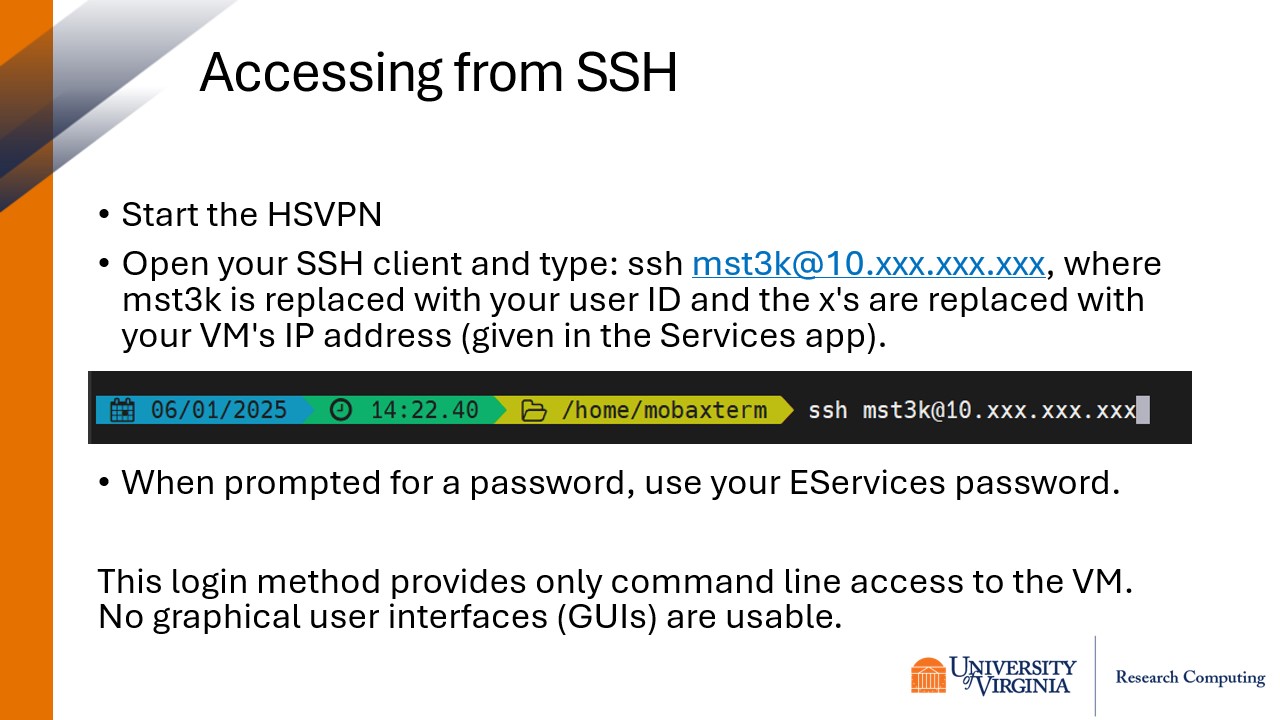 Accessing from SSH
• Start the HSVPN
• Open your SSH client and type: ssh mst3k@10.xxx.xxx.xxx, where
mst3k is replaced with your user ID and the x's are replaced with
your VM's IP address (given in the Services app).
06/01/2025 14:22.40 /home/mobaxterm ssh mst3k@10.xxx.xxx.xxx
• When prompted for a password, use your EServices password.
This login method provides only command line access to the VM.
No graphical user interfaces (GUIs) are usable.
UNIVERSITY
of VIRGINIA
Research Computing